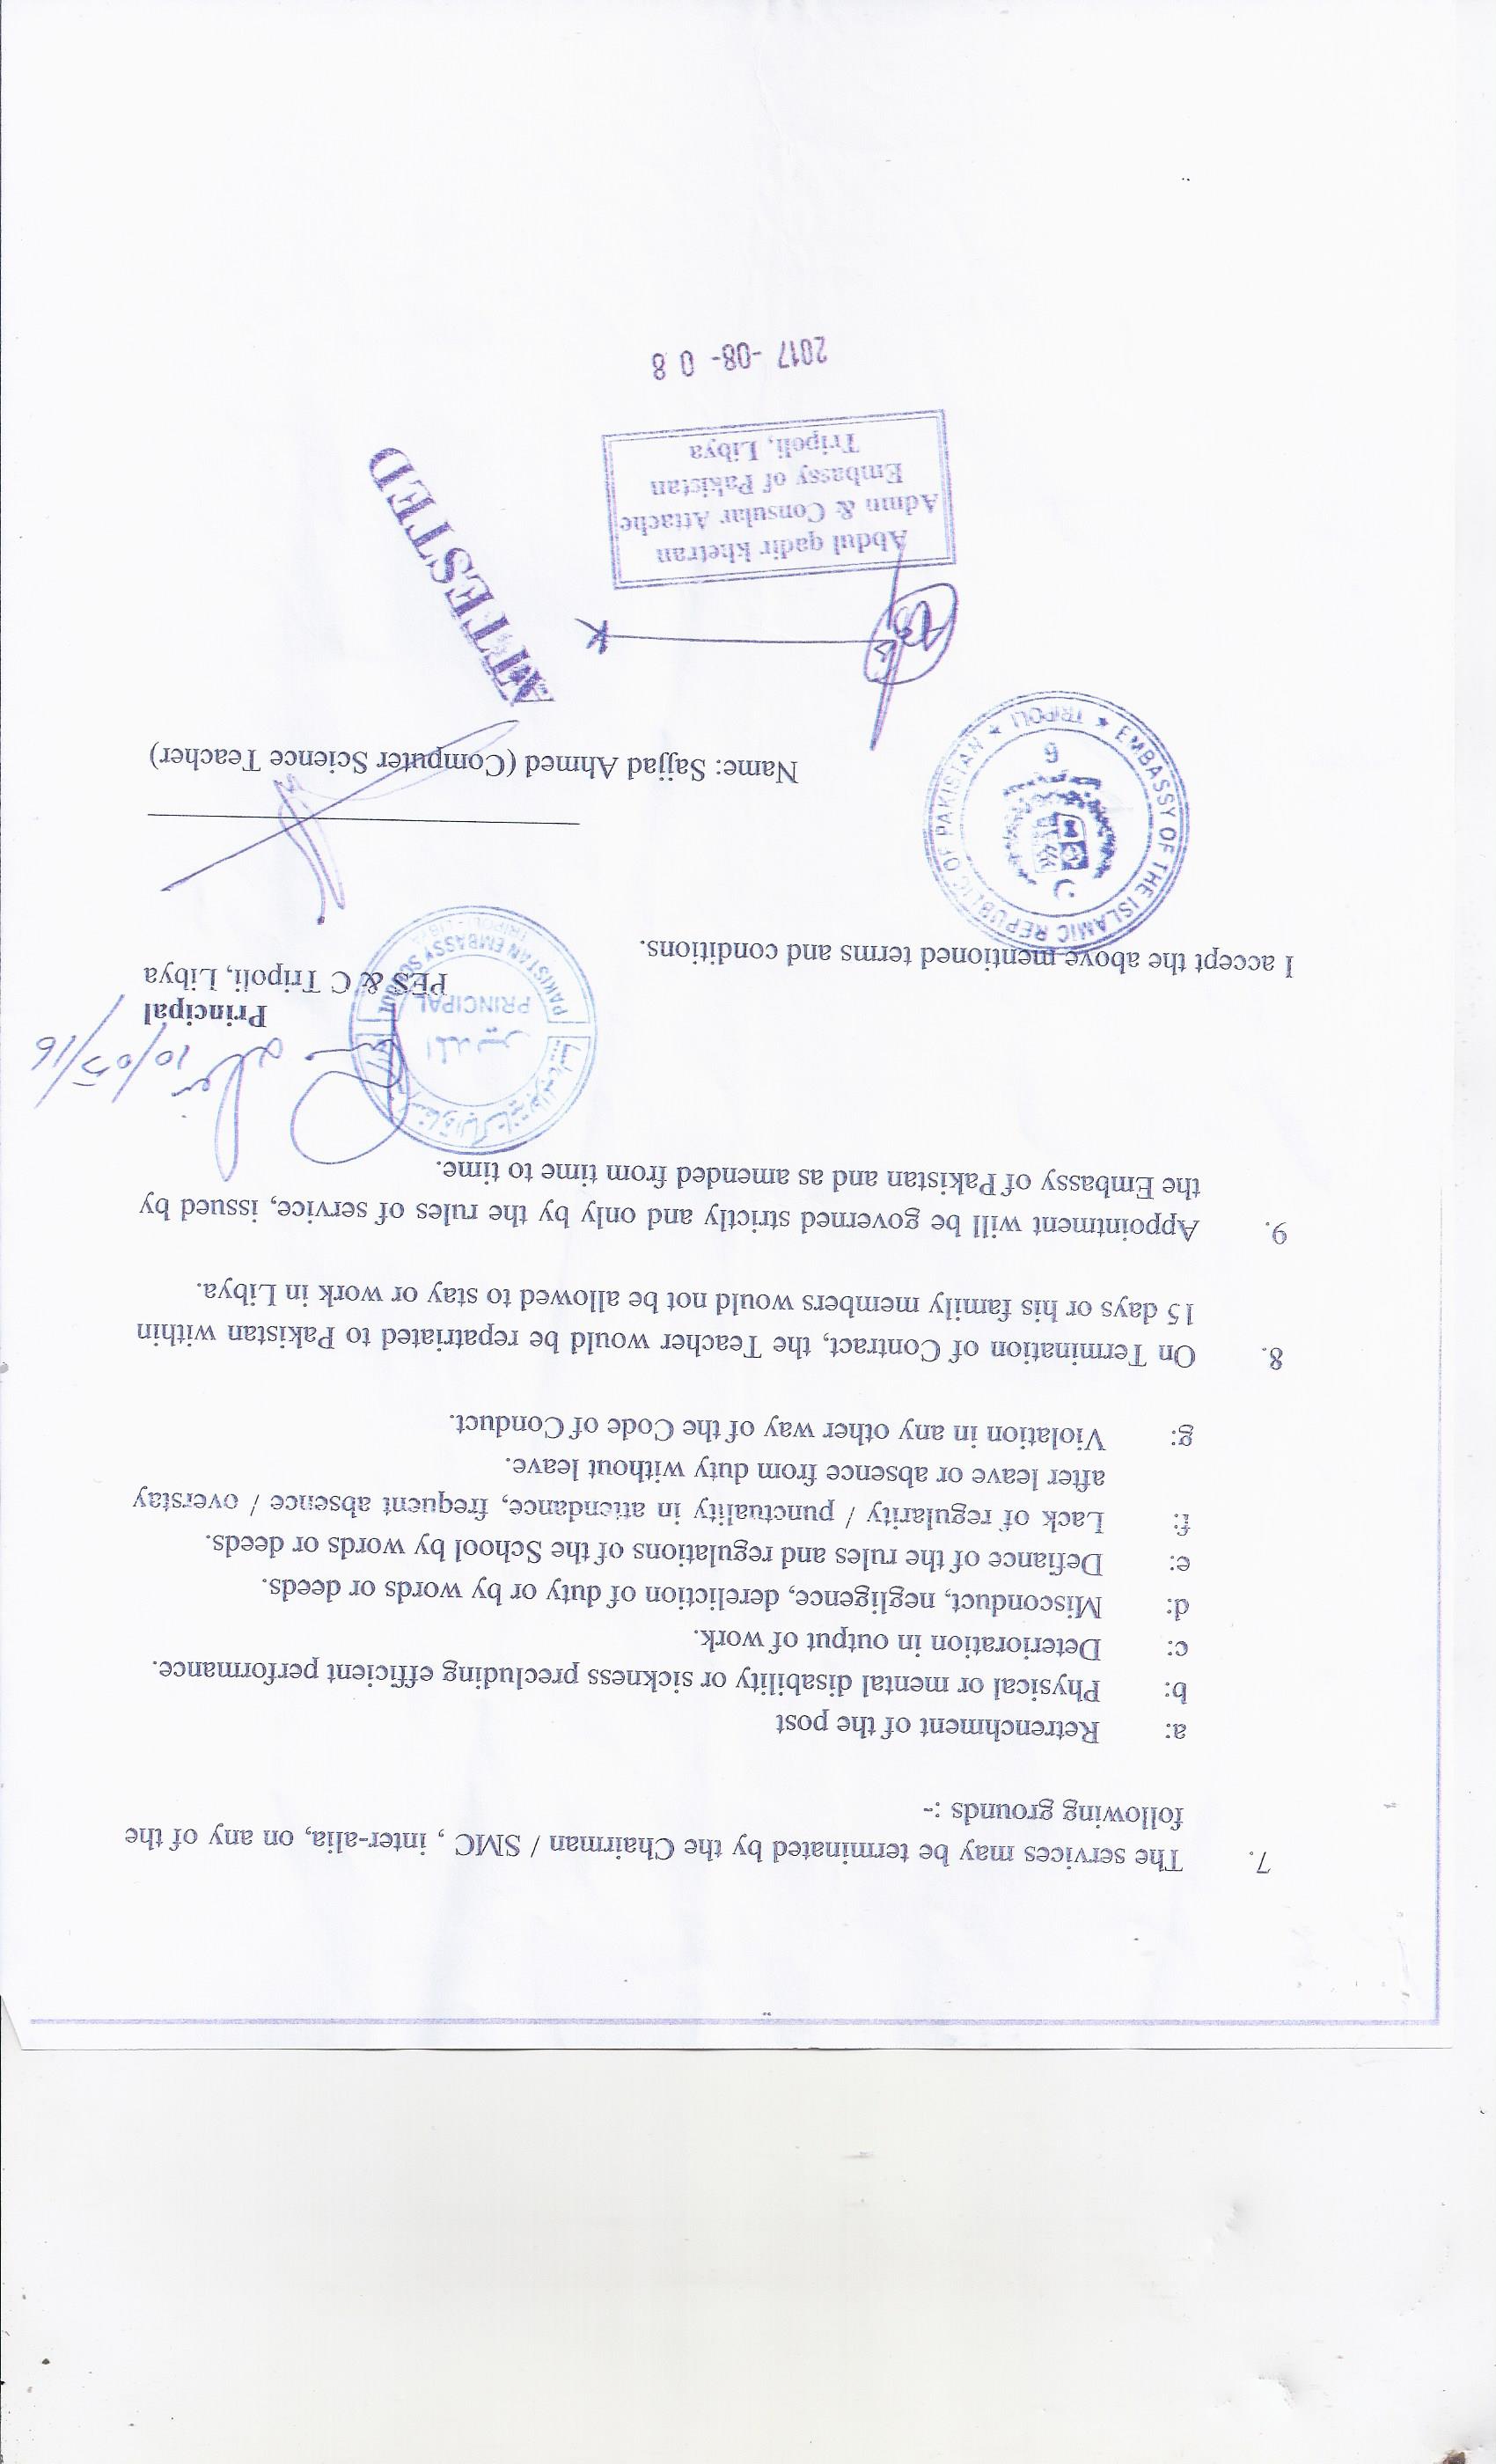 7. The services may be terminated by the Chairman / SMC , inter-alia, on any of the
following grounds :-
a: Retrenchment of the post
b: Physical or mental disability or sickness precluding efficient performance.
c: Deterioration in output of work.
d: Misconduct, negligence, dereliction of duty or by words or deeds.
e: Defiance of the rules and regulations of the School by words or deeds.
f: Lack of regularity / punctuality in attendance, frequent absence / overstay
after leave or absence from duty without leave.
g: Violation in any other way of the Code of Conduct.
8. On Termination of Contract, the Teacher would be repatriated to Pakistan within
15 days or his family members would not be allowed to stay or work in Libya.
9. Appointment will be governed strictly and only by the rules of service, issued by
the Embassy of Pakistan and as amended from time to time.
10/05/16
PRINCIPAL
PAKISTAN EMBASSY
TRIPOLI - LIBYA
Principal
PES & C Tripoli, Libya
I accept the above mentioned terms and conditions.
EMBASSY OF THE ISLAMIC REPUBLIC OF PAKISTAN ★ TRIPOLI ★
6
Name: Sajjad Ahmed (Computer Science Teacher)
ATTESTED
Abdul qadir khetran
Admn & Consular Attache
Embassy of Pakistan
Tripoli, Libya
2017 -08- 08